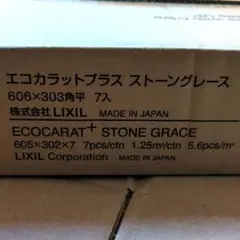 エコカラットプラス ストーングレース
606×303角平 7入
株式会社 LIXIL MADE IN JAPAN
ECOCARAT+ STONE GRACE
605×302×7 7pcs/ctn 1.25m²/ctn 5.6pcs/m²
LIXIL Corporation MADE IN JAPAN